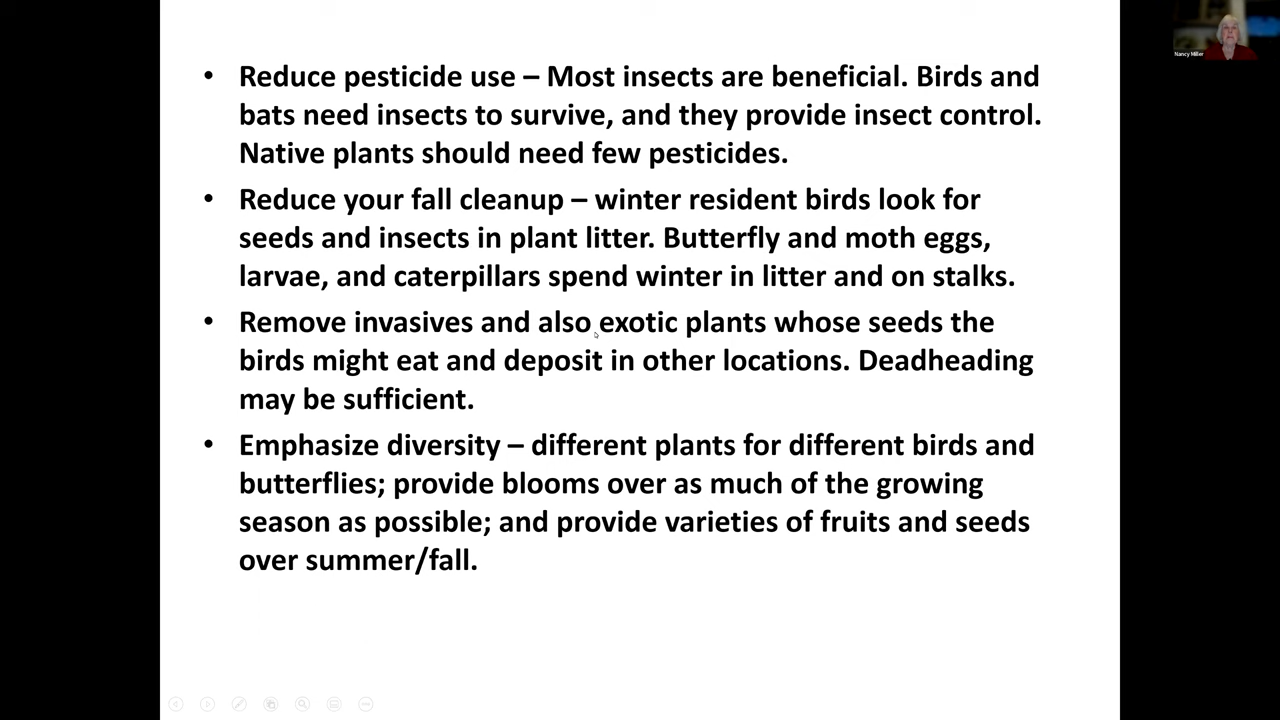 Nancy Miller
• Reduce pesticide use – Most insects are beneficial. Birds and
bats need insects to survive, and they provide insect control.
Native plants should need few pesticides.
• Reduce your fall cleanup – winter resident birds look for
seeds and insects in plant litter. Butterfly and moth eggs,
larvae, and caterpillars spend winter in litter and on stalks.
• Remove invasives and also exotic plants whose seeds the
birds might eat and deposit in other locations. Deadheading
may be sufficient.
• Emphasize diversity – different plants for different birds and
butterflies; provide blooms over as much of the growing
season as possible; and provide varieties of fruits and seeds
over summer/fall.